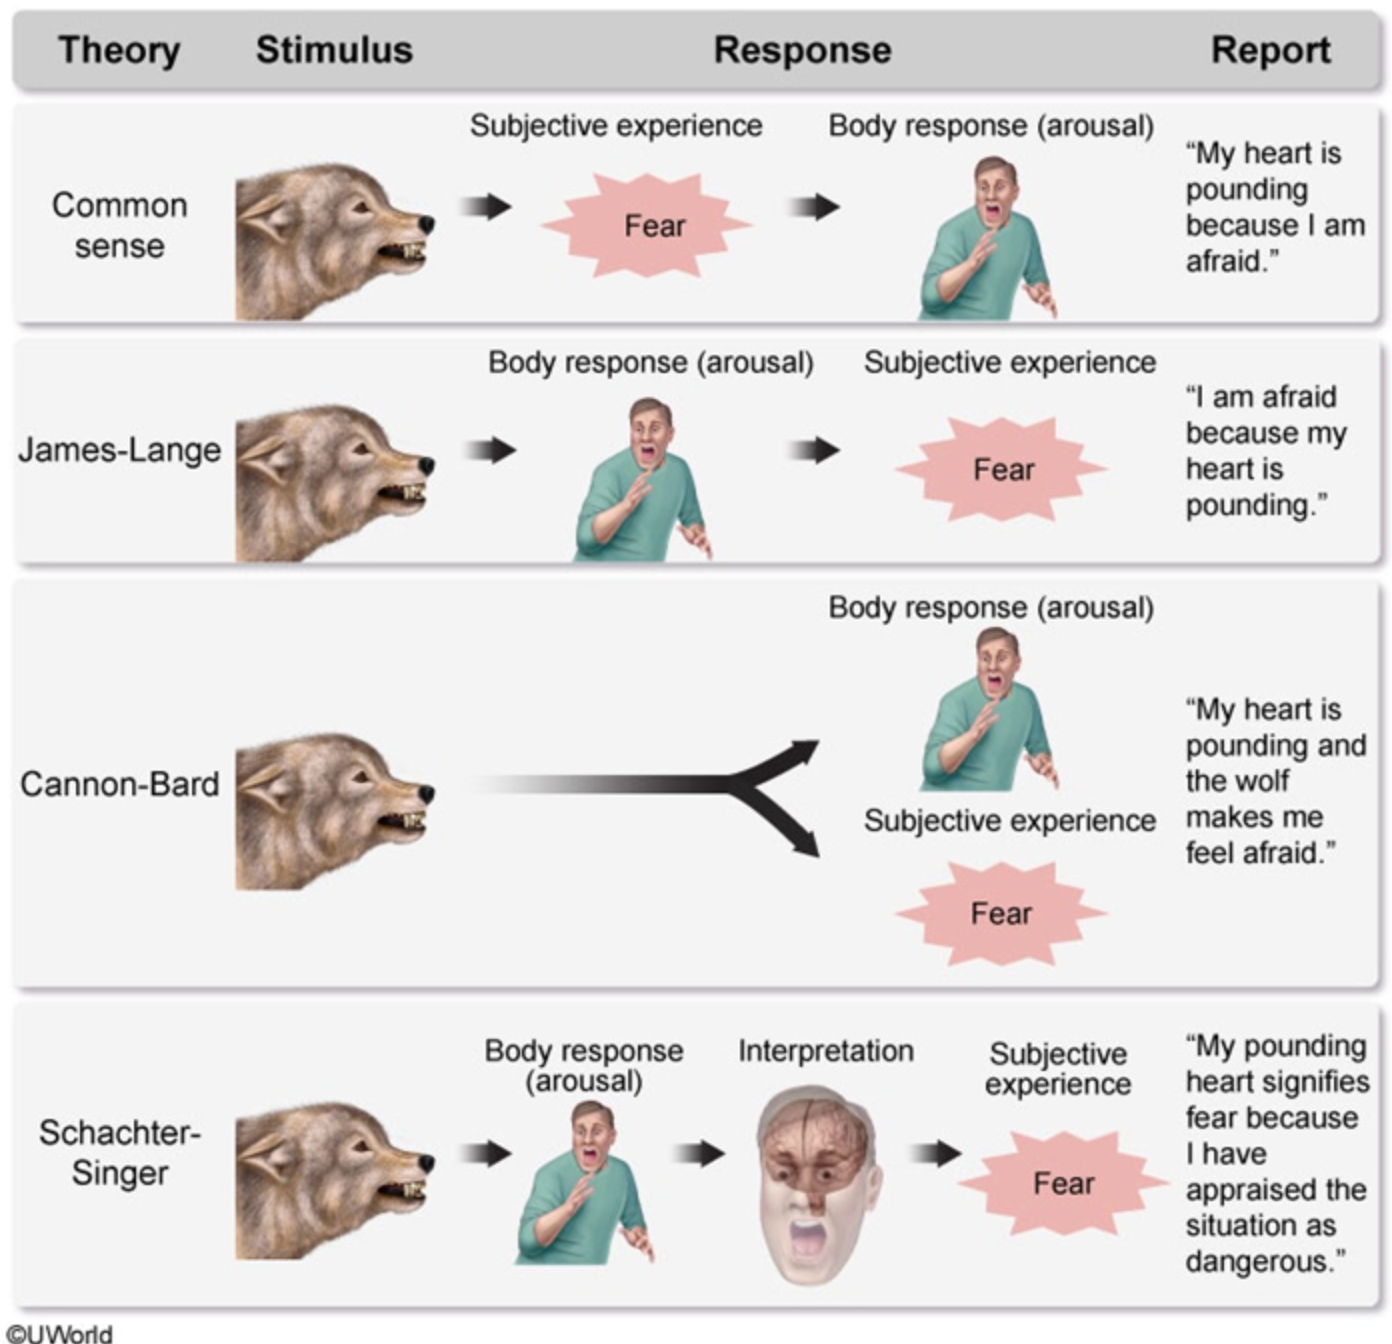 Theory Stimulus Response Report
Subjective experience
Body response (arousal)
Common
sense
Fear
“My heart is
pounding
because I am
afraid.”
Body response (arousal)
Subjective experience
James-Lange
Fear
“I am afraid
because my
heart is
pounding.”
Body response (arousal)
Cannon-Bard
Subjective experience
Fear
“My heart is
pounding and
the wolf
makes me
feel afraid.”
Schachter-
Singer
Body response
(arousal)
Interpretation
Subjective
experience
Fear
“My pounding
heart signifies
fear because
I have
appraised the
situation as
dangerous.”
©UWorld